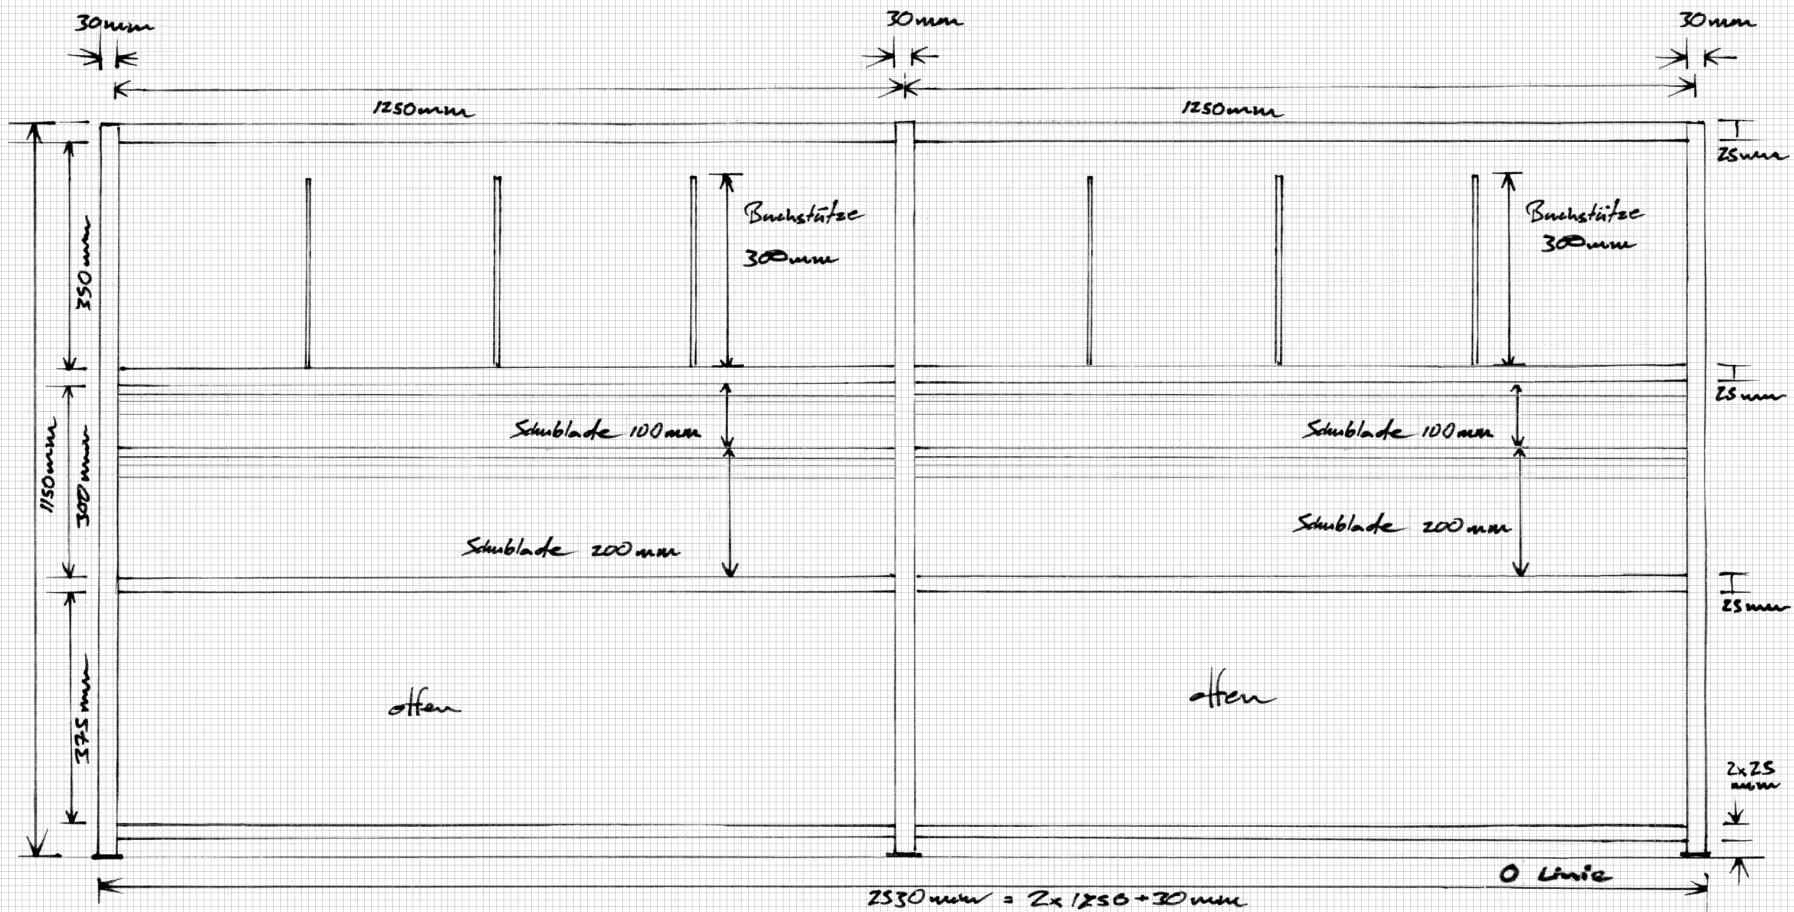 30mm
30mm
30mm
1250mm
1250mm
25mm
Buchstütze
300mm
Buchstütze
300mm
350mm
25mm
Schublade 100mm
Schublade 100mm
1150mm
300mm
Schublade 200mm
Schublade 200mm
25mm
offen
offen
375mm
2x25
mm
0 Linie
2530mm = 2x1250+30mm